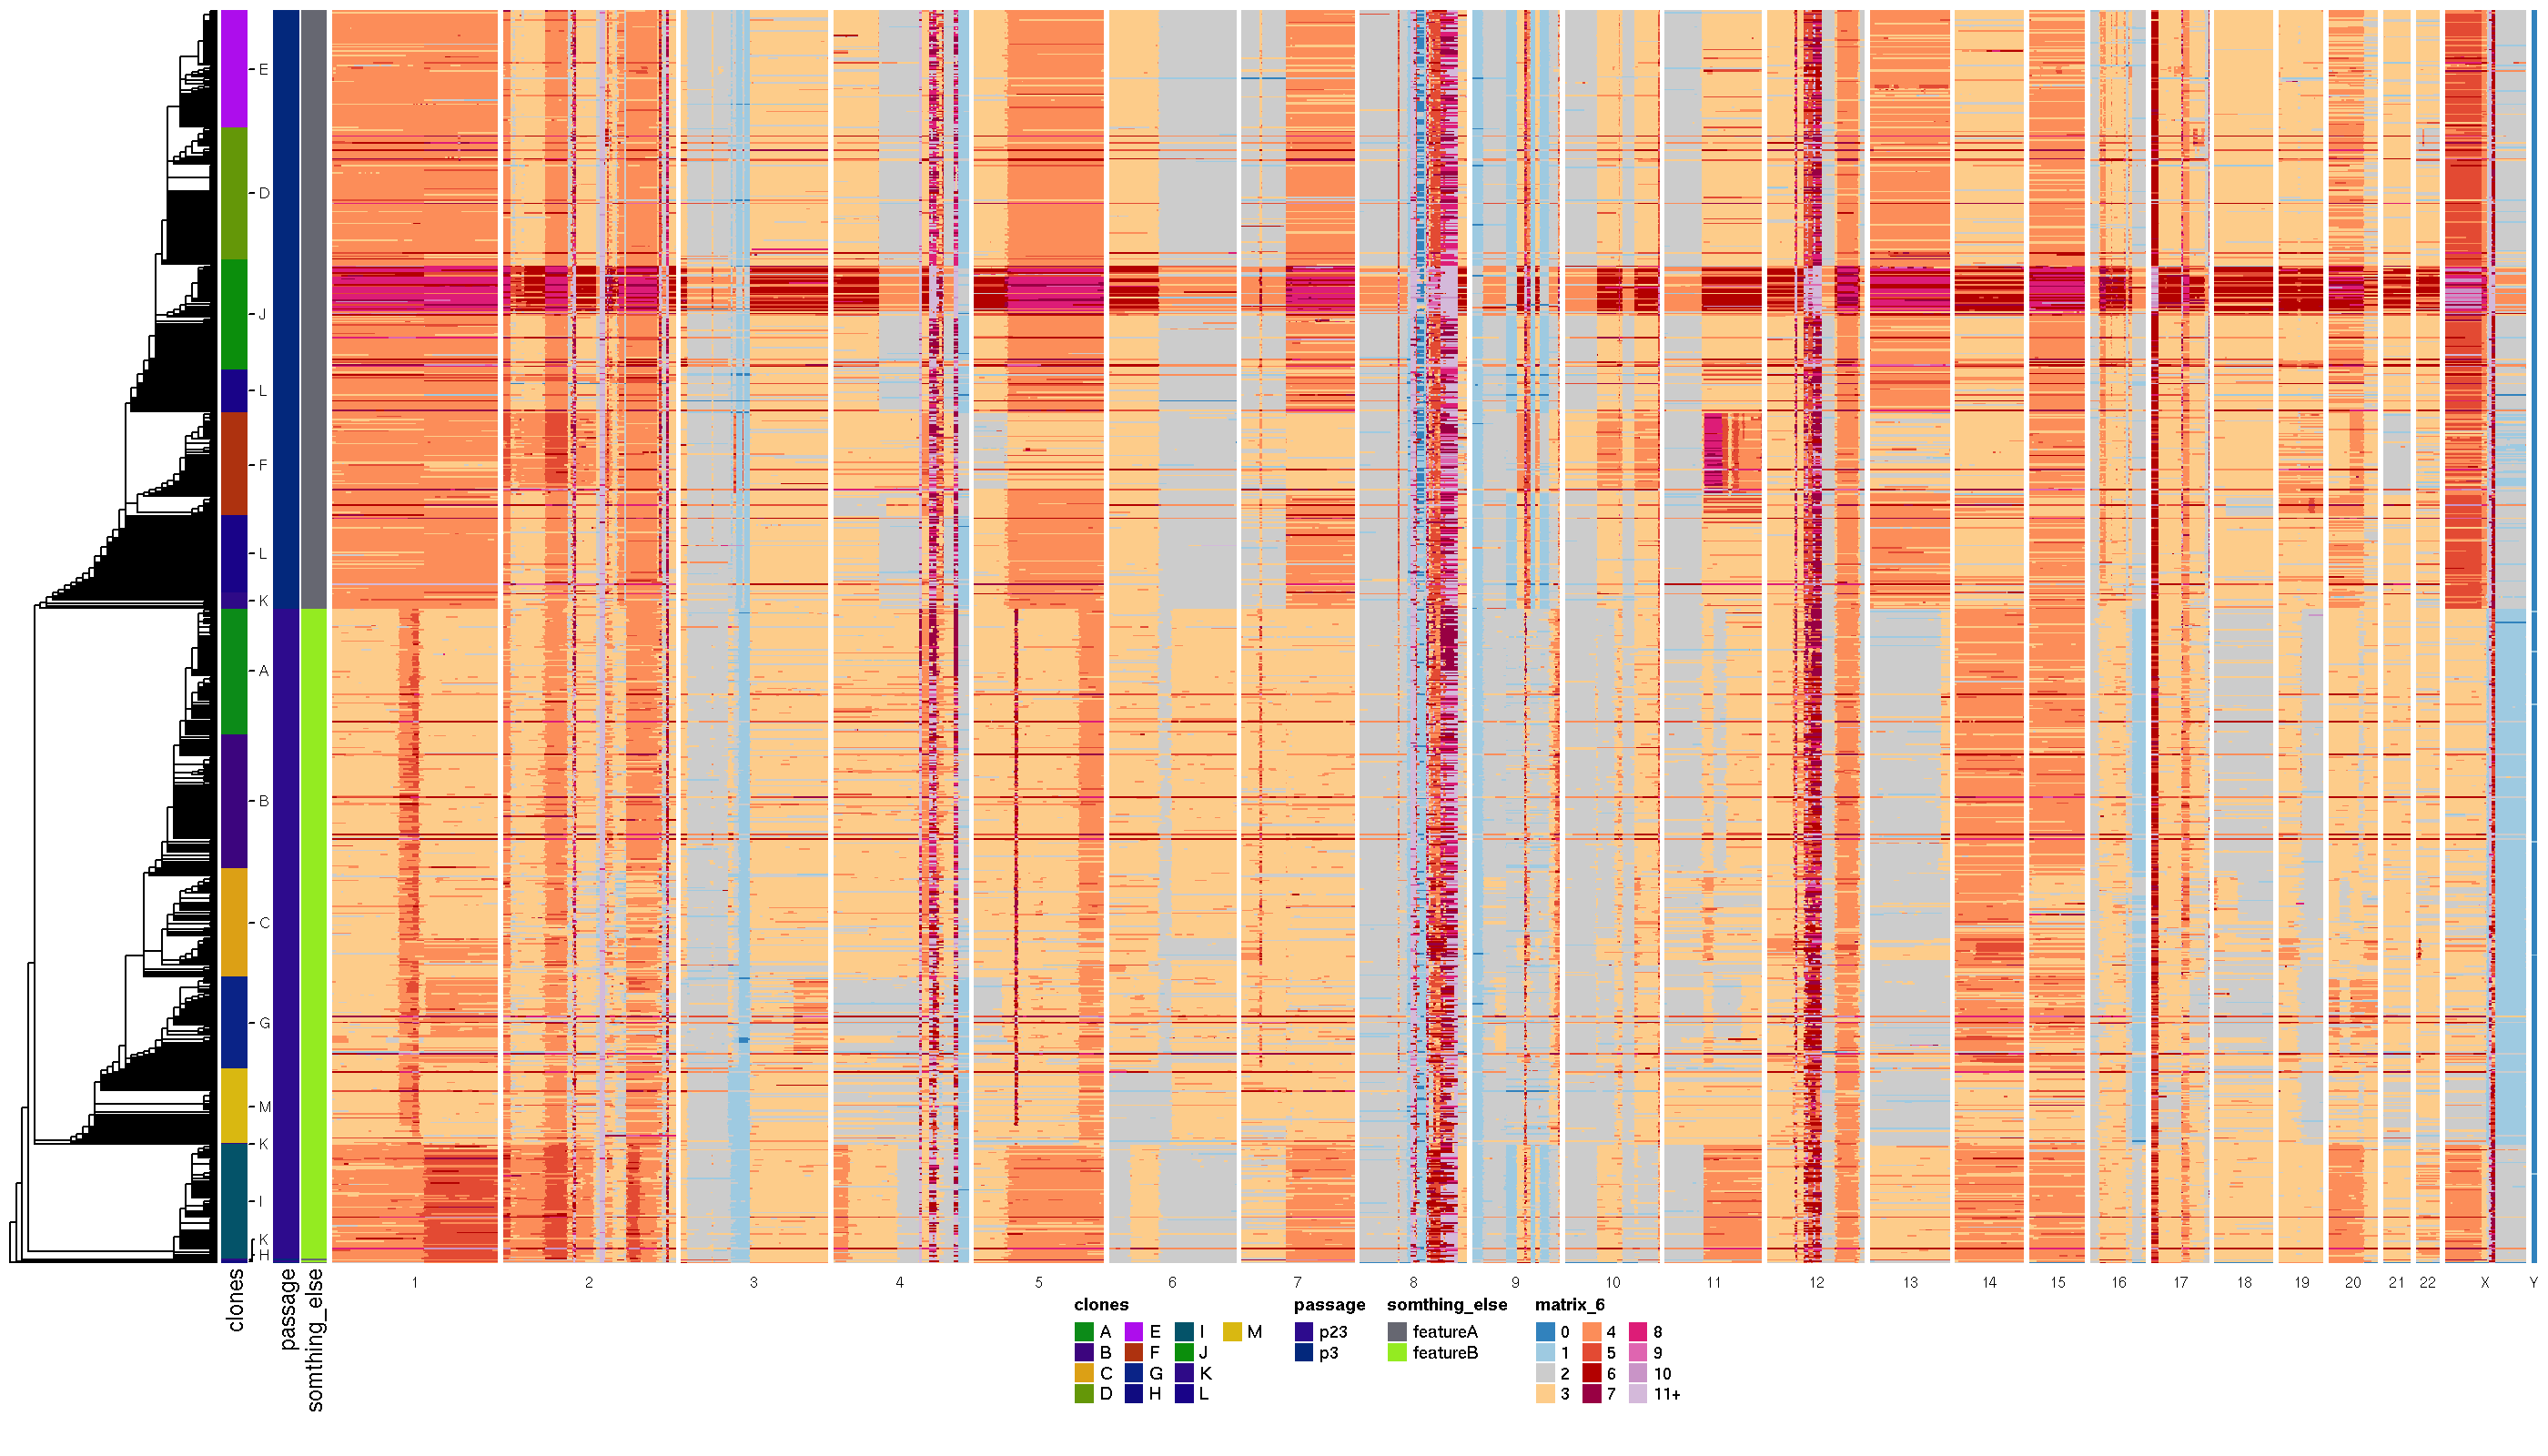 E
D
J
L
F
L
K
A
B
C
G
M
K
I
K
H
clones
passage
somthing_else
1 2 3 4 5 6 7 8 9 10 11 12 13 14 15 16 17 18 19 20 21 22 X Y
clones passage somthing_else matrix_6
A E I M p23 featureA 0 4 8
B F J p3 featureB 1 5 9
C G K 2 6 10
D H L 3 7 11+